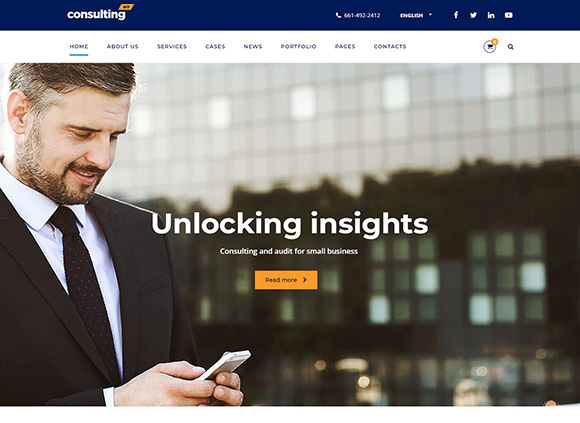 consulting
661-492-2412
ENGLISH
HOME
ABOUT US
SERVICES
CASES
NEWS
PORTFOLIO
PAGES
CONTACTS
Unlocking insights
Consulting and audit for small business
Read more